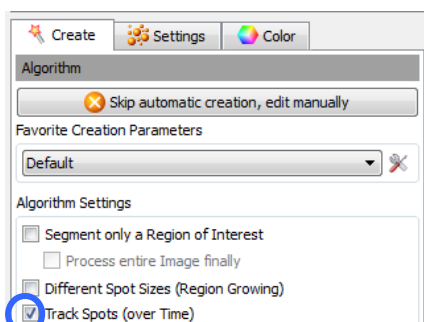 Create Settings Color
Algorithm
Skip automatic creation, edit manually
Favorite Creation Parameters
Default
Algorithm Settings
Segment only a Region of Interest
Process entire Image finally
Different Spot Sizes (Region Growing)
Track Spots (over Time)